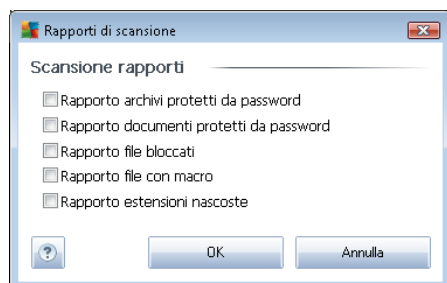 Rapporti di scansione
Scansione rapporti
Rapporto archivi protetti da password
Rapporto documenti protetti da password
Rapporto file bloccati
Rapporto file con macro
Rapporto estensioni nascoste
? OK Annulla